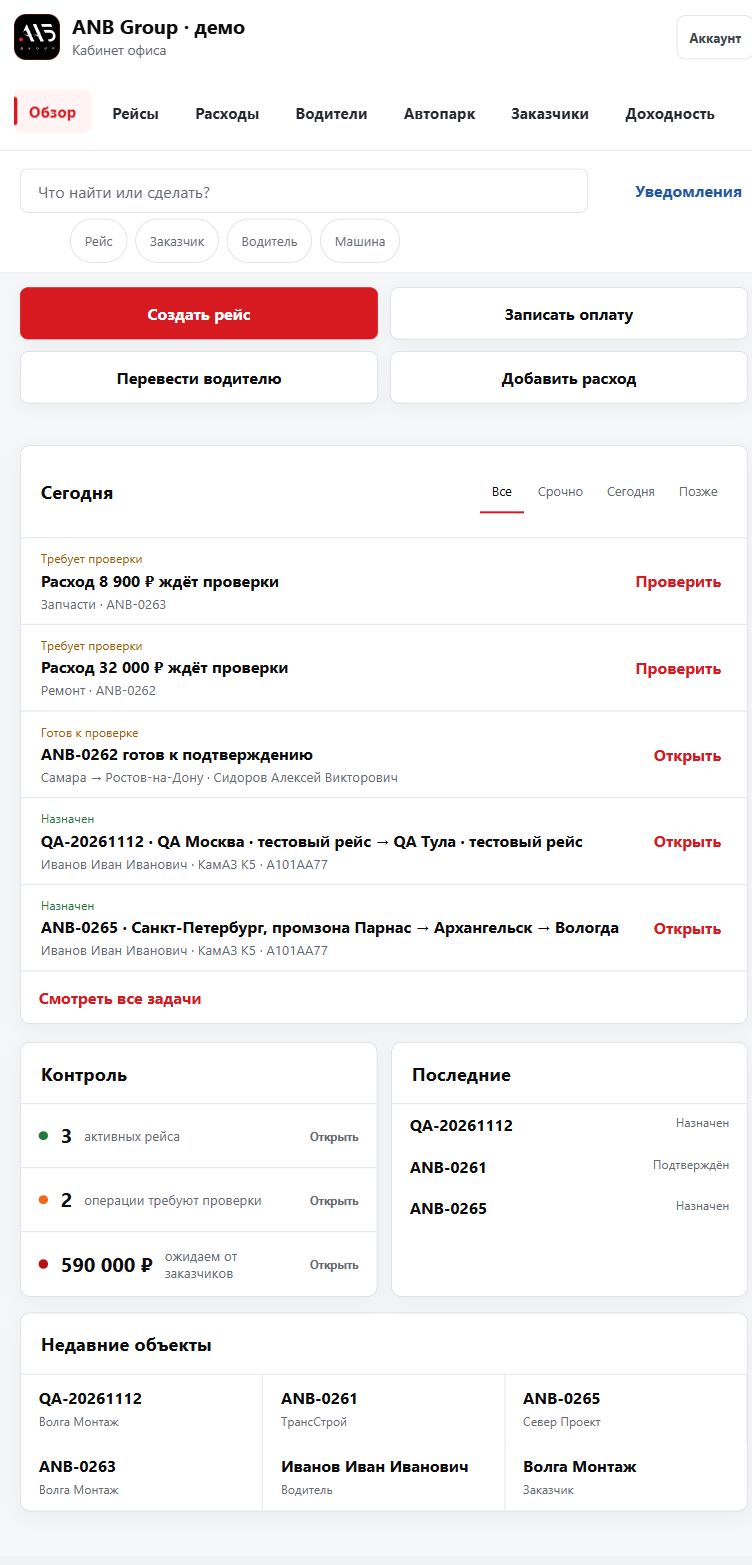 ANB
GROUP
ANB Group · демо
Кабинет офиса
Аккаунт
Обзор
Рейсы
Расходы
Водители
Автопарк
Заказчики
Доходность
Что найти или сделать?
Уведомления
Рейс
Заказчик
Водитель
Машина
Создать рейс
Записать оплату
Перевести водителю
Добавить расход
Сегодня
Все
Срочно
Сегодня
Позже
Требует проверки
Расход 8 900 ₽ ждёт проверки
Запчасти · ANB-0263
Проверить
Требует проверки
Расход 32 000 ₽ ждёт проверки
Ремонт · ANB-0262
Проверить
Готов к проверке
ANB-0262 готов к подтверждению
Самара → Ростов-на-Дону · Сидоров Алексей Викторович
Открыть
Назначен
QA-20261112 · QA Москва · тестовый рейс → QA Тула · тестовый рейс
Иванов Иван Иванович · КамАЗ К5 · А101АА77
Открыть
Назначен
ANB-0265 · Санкт-Петербург, промзона Парнас → Архангельск → Вологда
Иванов Иван Иванович · КамАЗ К5 · А101АА77
Открыть
Смотреть все задачи
Контроль
3 активных рейса
Открыть
2 операции требуют проверки
Открыть
590 000 ₽ ожидаем от
заказчиков
Открыть
Последние
QA-20261112
Назначен
ANB-0261
Подтверждён
ANB-0265
Назначен
Недавние объекты
QA-20261112
Волга Монтаж
ANB-0261
ТрансСтрой
ANB-0265
Север Проект
ANB-0263
Волга Монтаж
Иванов Иван Иванович
Водитель
Волга Монтаж
Заказчик